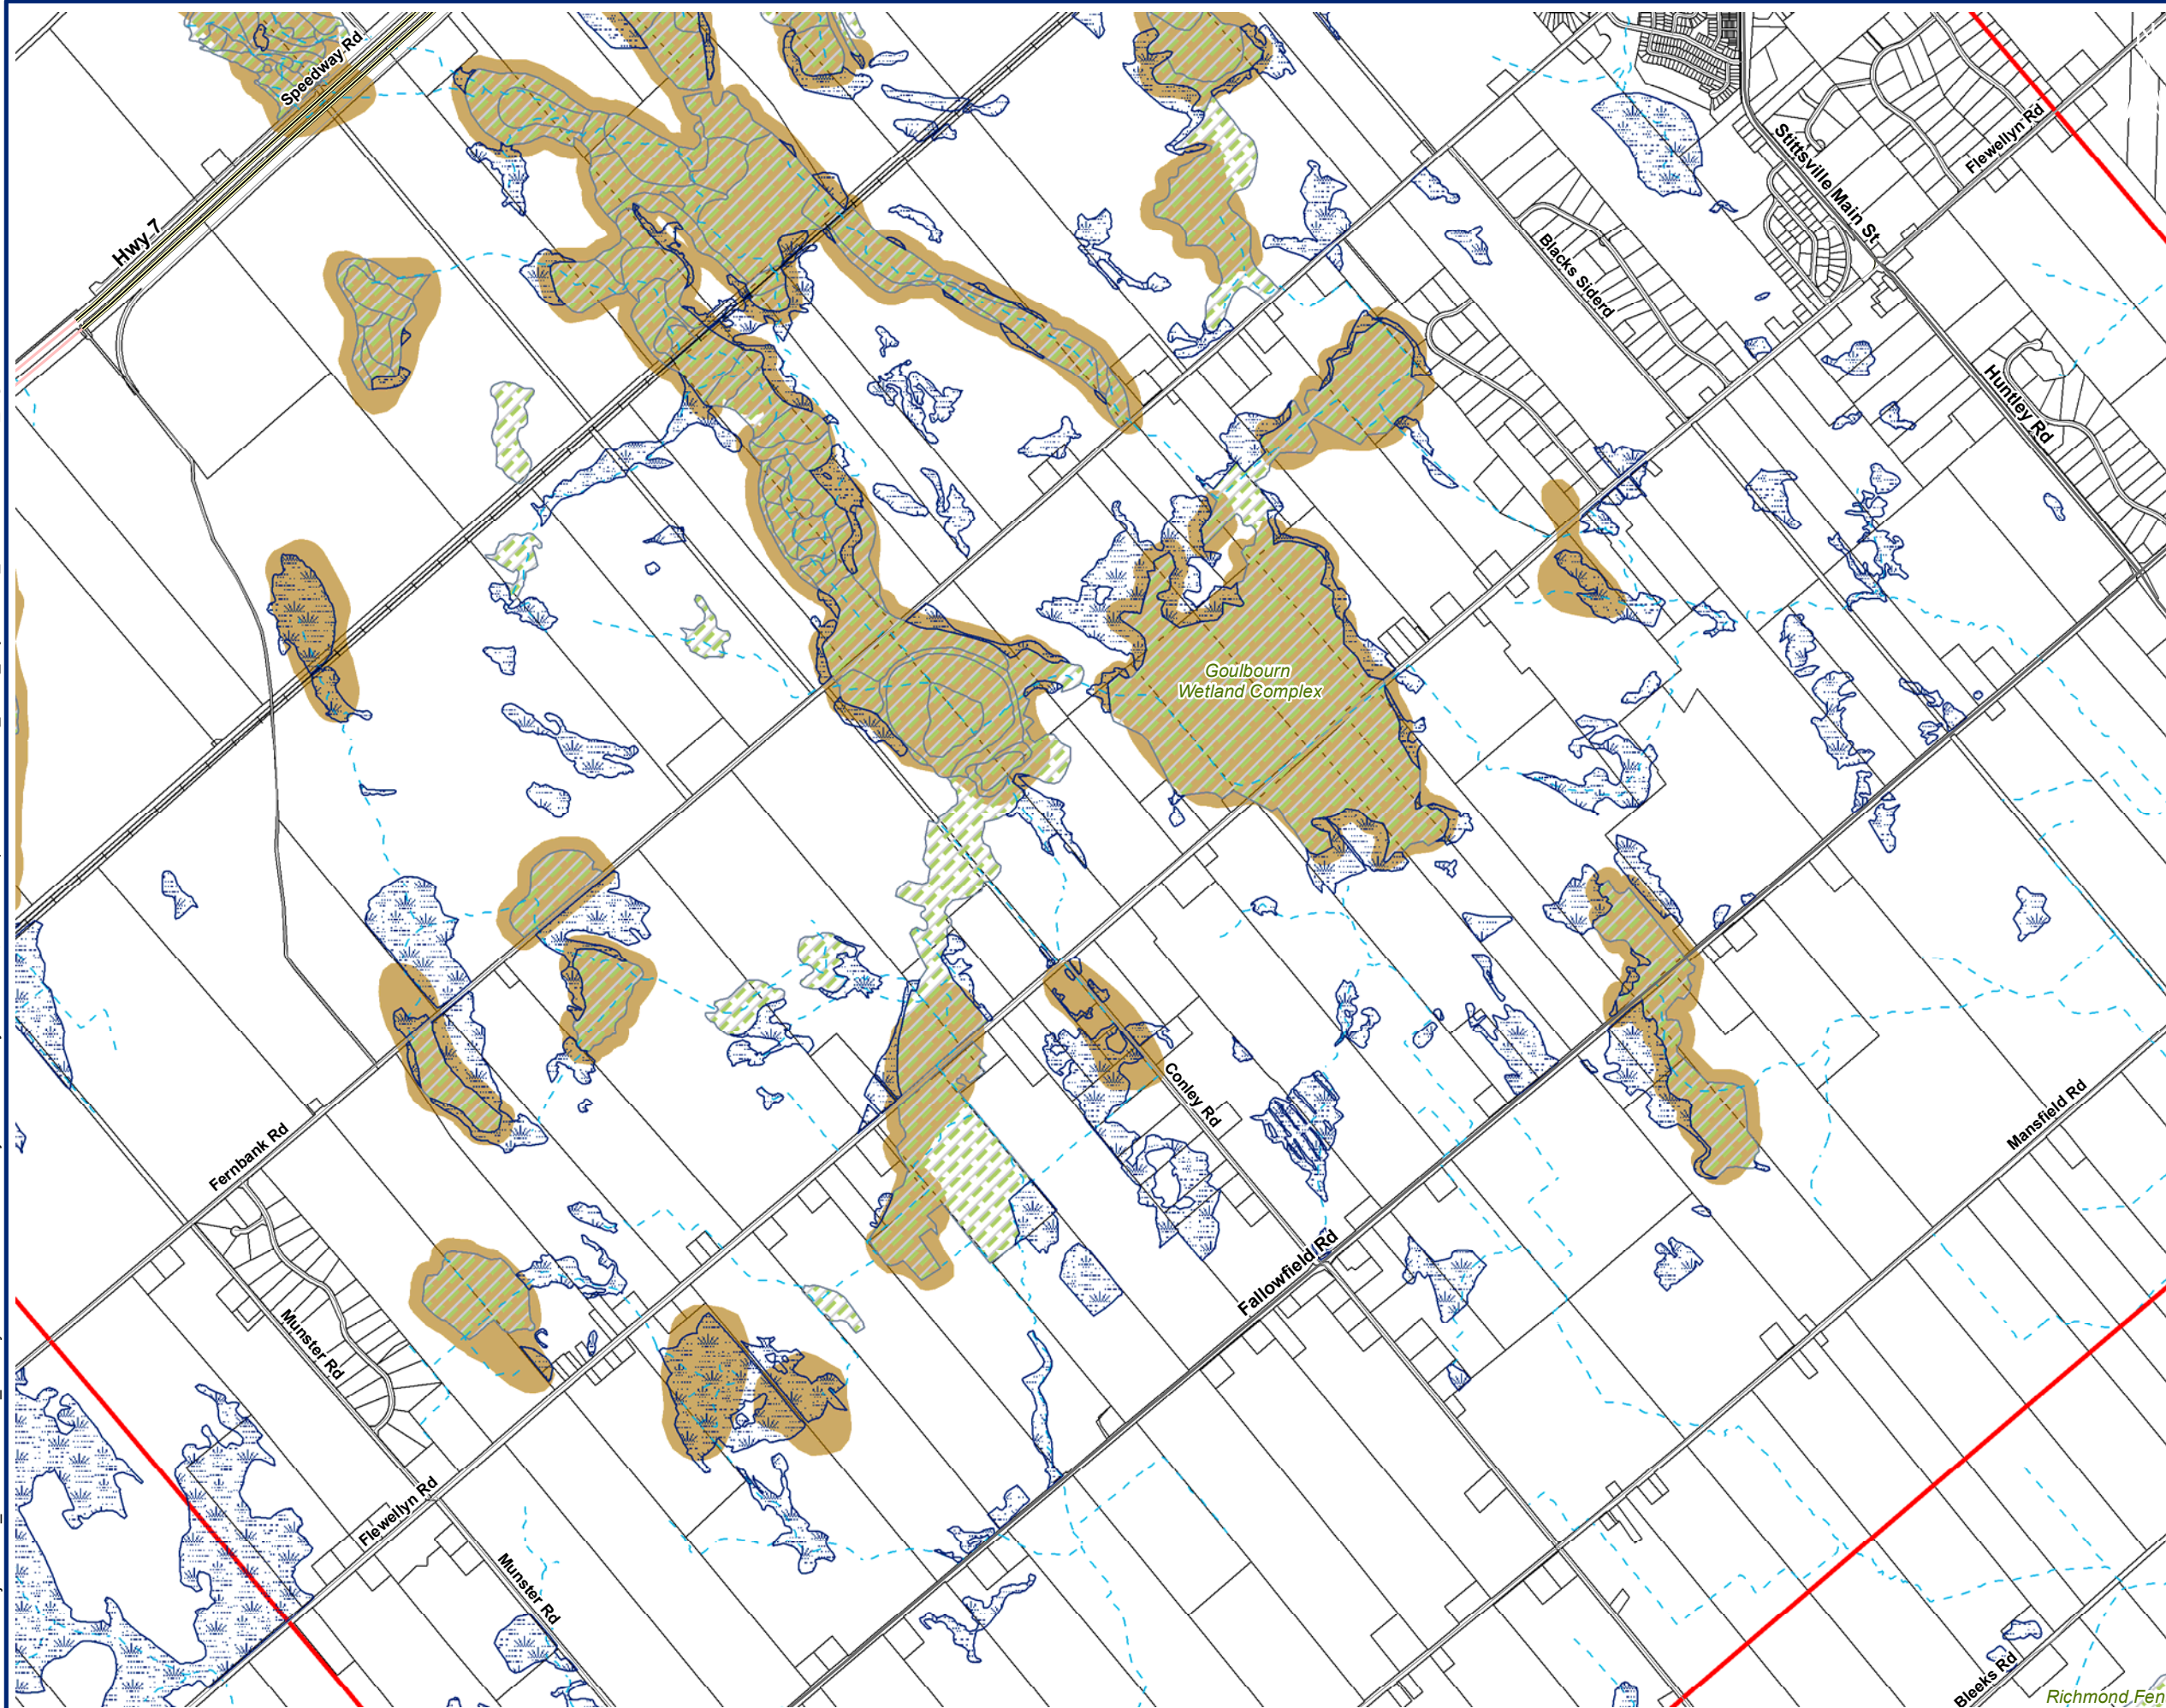 Speedway Rd
Hwy 7
Stittsville Main St
Flewellyn Rd
Blacks Siderd
Huntley Rd
Goulbourn
Wetland Complex
Conley Rd
Fernbank Rd
Mansfield Rd
Fallowfield Rd
Munster Rd
Flewellyn Rd
Munster Rd
Bleeks Rd
Richmond Fen